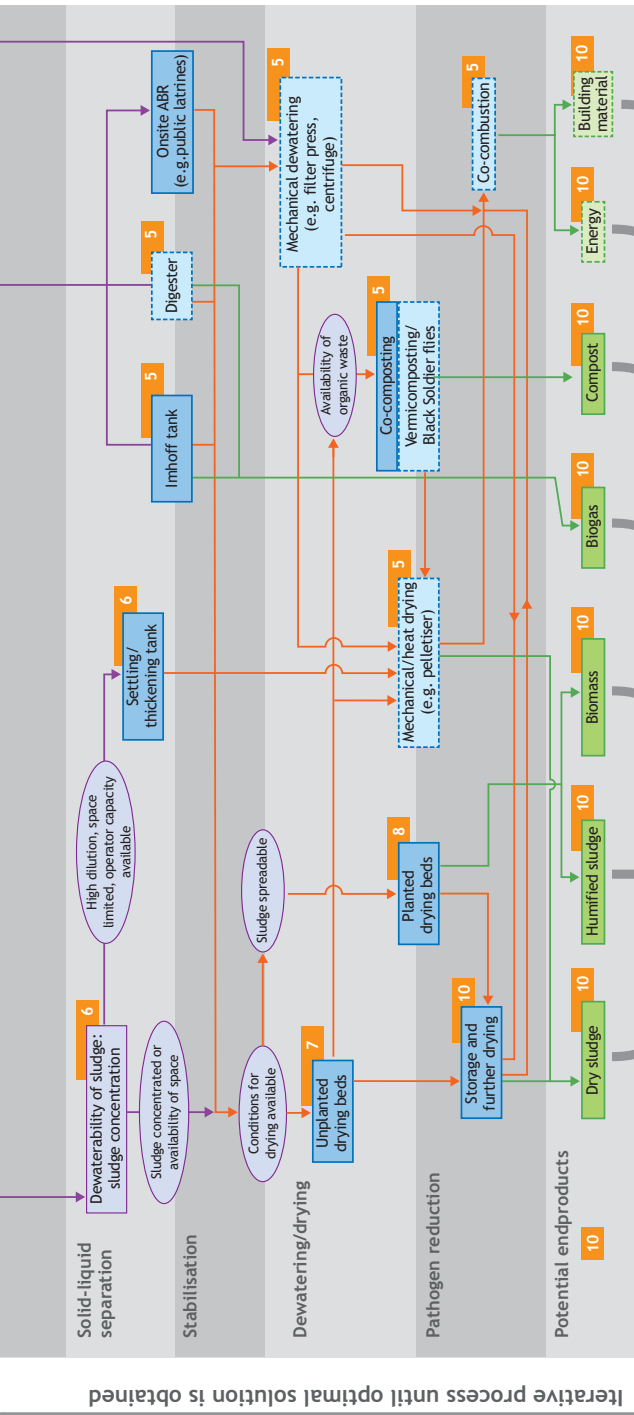 Iterative process until optimal solution is obtained
Solid-liquid
separation
Stabilisation
Dewatering/drying
Pathogen reduction
Potential endproducts
10
6
Dewaterability of sludge:
sludge concentration
High dilution, space
limited, operator capacity
available
6
Settling/
thickening tank
5
Imhoff tank
5
Digester
Onsite ABR
(e.g.public latrines)
Sludge concentrated or
availability of space
Conditions for
drying available
Sludge spreadable
7
Unplanted
drying beds
8
Planted
drying beds
5
Mechanical/heat drying
(e.g. pelletiser)
Availability of
organic waste
5
Co-composting
Vermicomposting/
Black Soldier flies
5
Mechanical dewatering
(e.g. filter press,
centrifuge)
10
Storage and
further drying
5
Co-combustion
10
Dry sludge
10
Humified sludge
10
Biomass
10
Biogas
10
Compost
10
Energy
10
Building
material